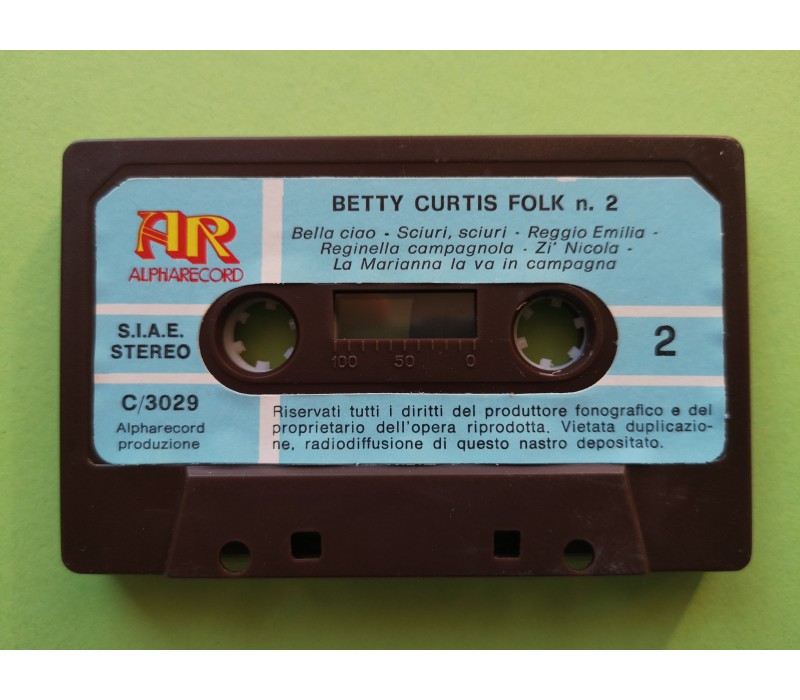 AR
ALPHARECORD
BETTY CURTIS FOLK n. 2
Bella ciao - Sciuri, sciuri - Reggio Emilia -
Reginella campagnola - Zi' Nicola -
La Marianna la va in campagna
S.I.A.E.
STEREO
100 50 0
2
C/3029
Alpharecord
produzione
Riservati tutti i diritti del produttore fonografico e del
proprietario dell'opera riprodotta. Vietata duplicazio-
ne, radiodiffusione di questo nastro depositato.